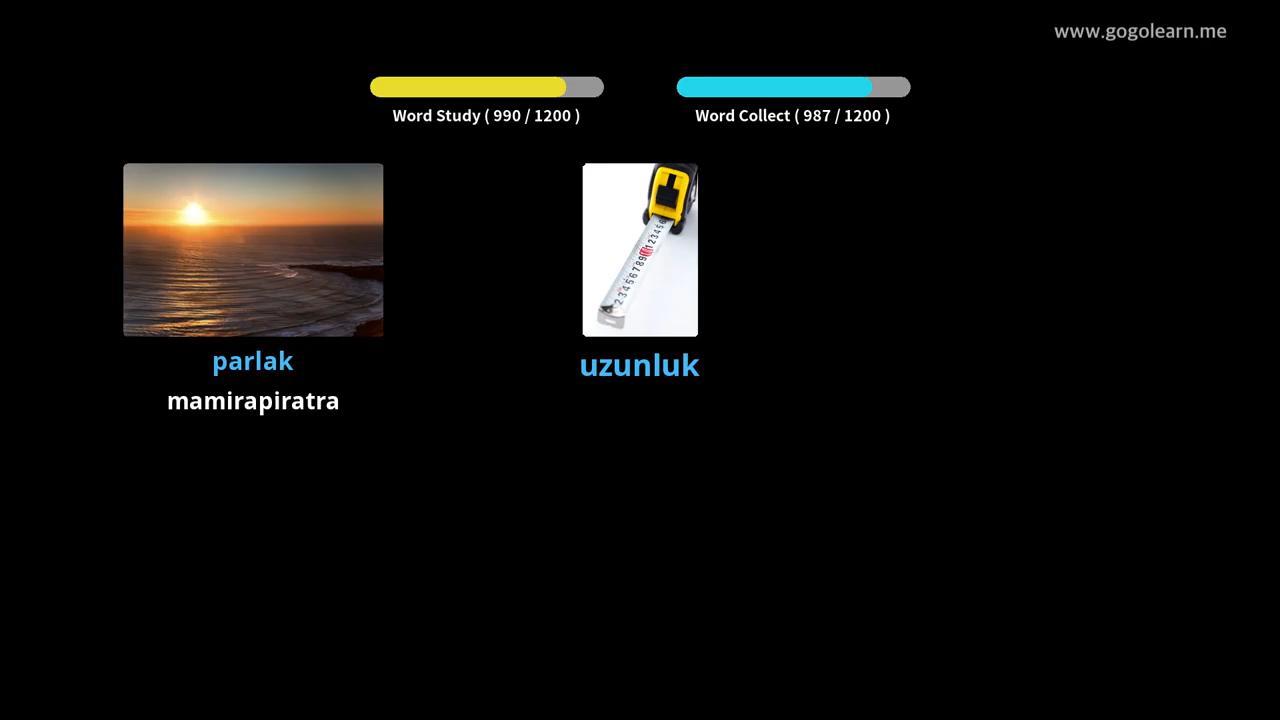 www.gogolearn.me
Word Study ( 990 / 1200 )
Word Collect ( 987 / 1200 )
parlak
mamirapiratra
uzunluk